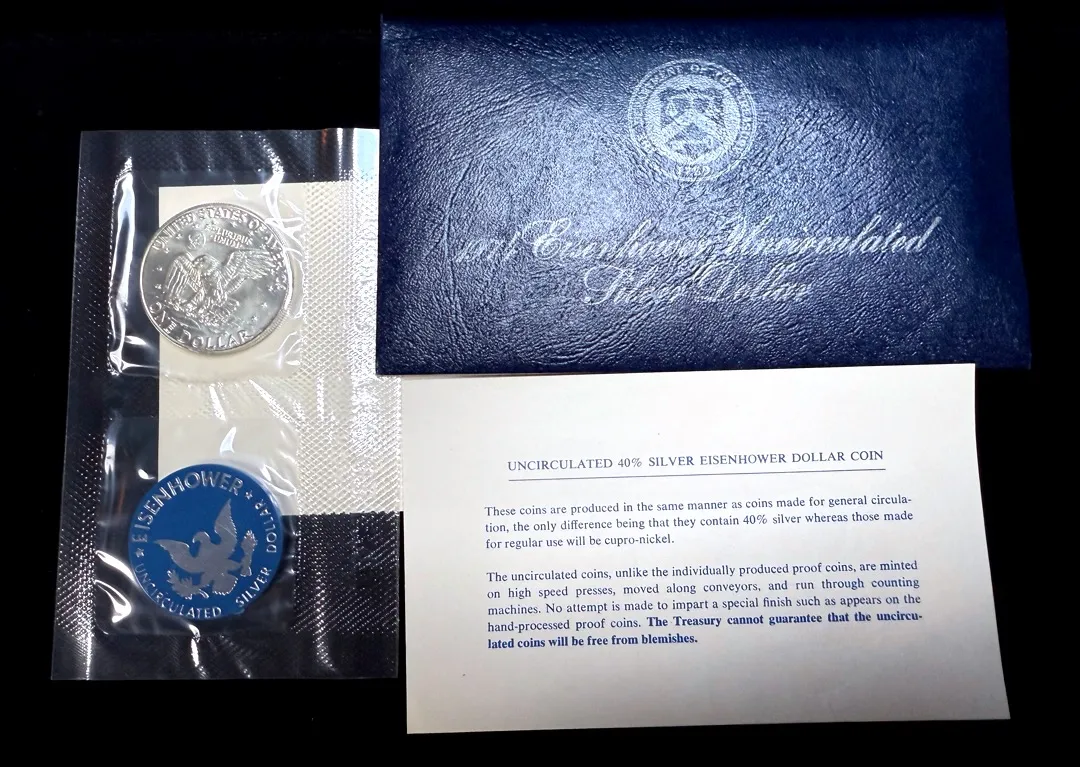 UNITED STATES OF
E PLURIBUS
UNUM
ONE DOLLAR
EISENHOWER
DOLLAR
UNCIRCULATED SILVER
1971 Eisenhower Uncirculated
Silver Dollar
UNCIRCULATED 40% SILVER EISENHOWER DOLLAR COIN
These coins are produced in the same manner as coins made for general circula-
tion, the only difference being that they contain 40% silver whereas those made
for regular use will be cupro-nickel.
The uncirculated coins, unlike the individually produced proof coins, are minted
on high speed presses, moved along conveyors, and run through counting
machines. No attempt is made to impart a special finish such as appears on the
hand-processed proof coins. The Treasury cannot guarantee that the uncircu-
lated coins will be free from blemishes.